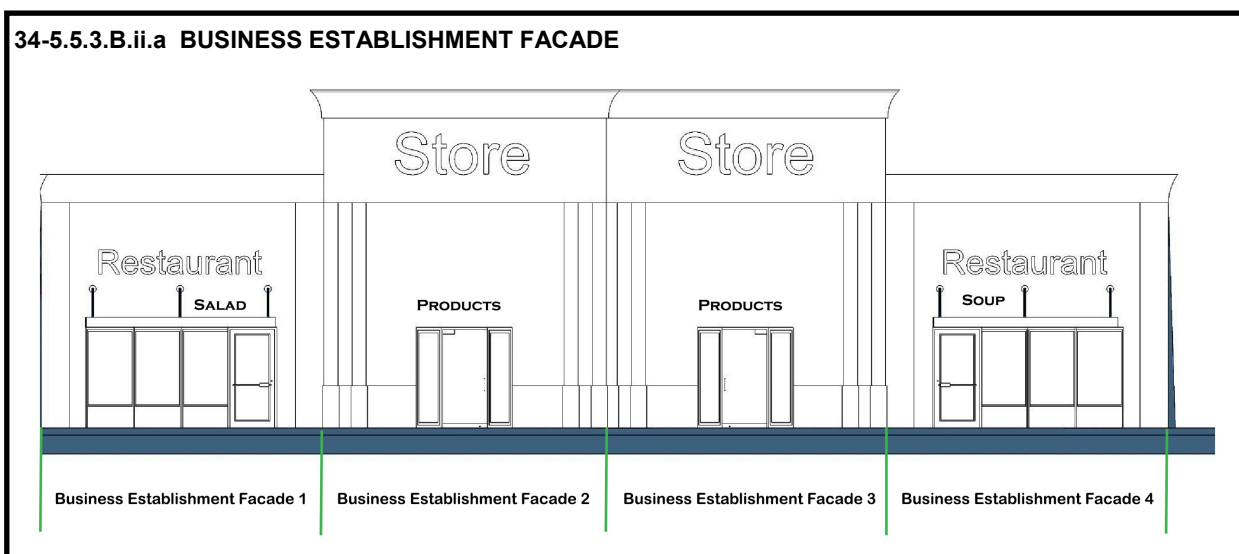 34-5.5.3.B.ii.a BUSINESS ESTABLISHMENT FACADE
Store Store
Restaurant Restaurant
SALAD PRODUCTS PRODUCTS SOUP
Business Establishment Facade 1 Business Establishment Facade 2 Business Establishment Facade 3 Business Establishment Facade 4